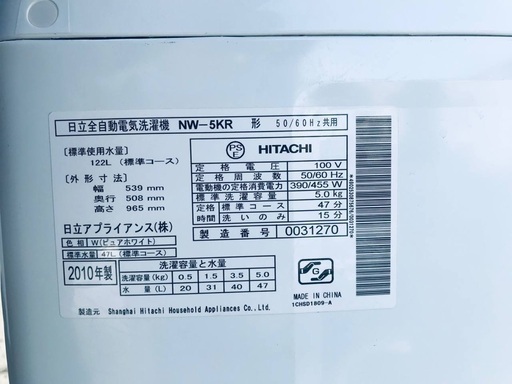 日立全自動電気洗濯機 NW-5KR 形 50/60Hz共用
〔標準使用水量〕
122L (標準コース)
〔外形寸法〕
幅 539 mm
奥行 508 mm
高さ 965 mm
日立アプライアンス(株)
色相 W(ピュアホワイト)
標準水量 47L (標準コース)
PS
E
HITACHI
定格電圧 100 V
定格周波数 50/60 Hz
電動機の定格消費電力 390/455 W
標準洗濯容量 5.0 kg
定格標準コース 47分
時間 洗いのみ 15分
製造番号 0031270
2010年製
洗濯容量と水量
洗濯容量(kg) 0.5 1.5 3.5 5.0
水量(L) 20 31 40 47
G
MADE IN CHINA
1CHSD1809-A
製造元 Shanghai Hitachi Household Appliances Co., Ltd.